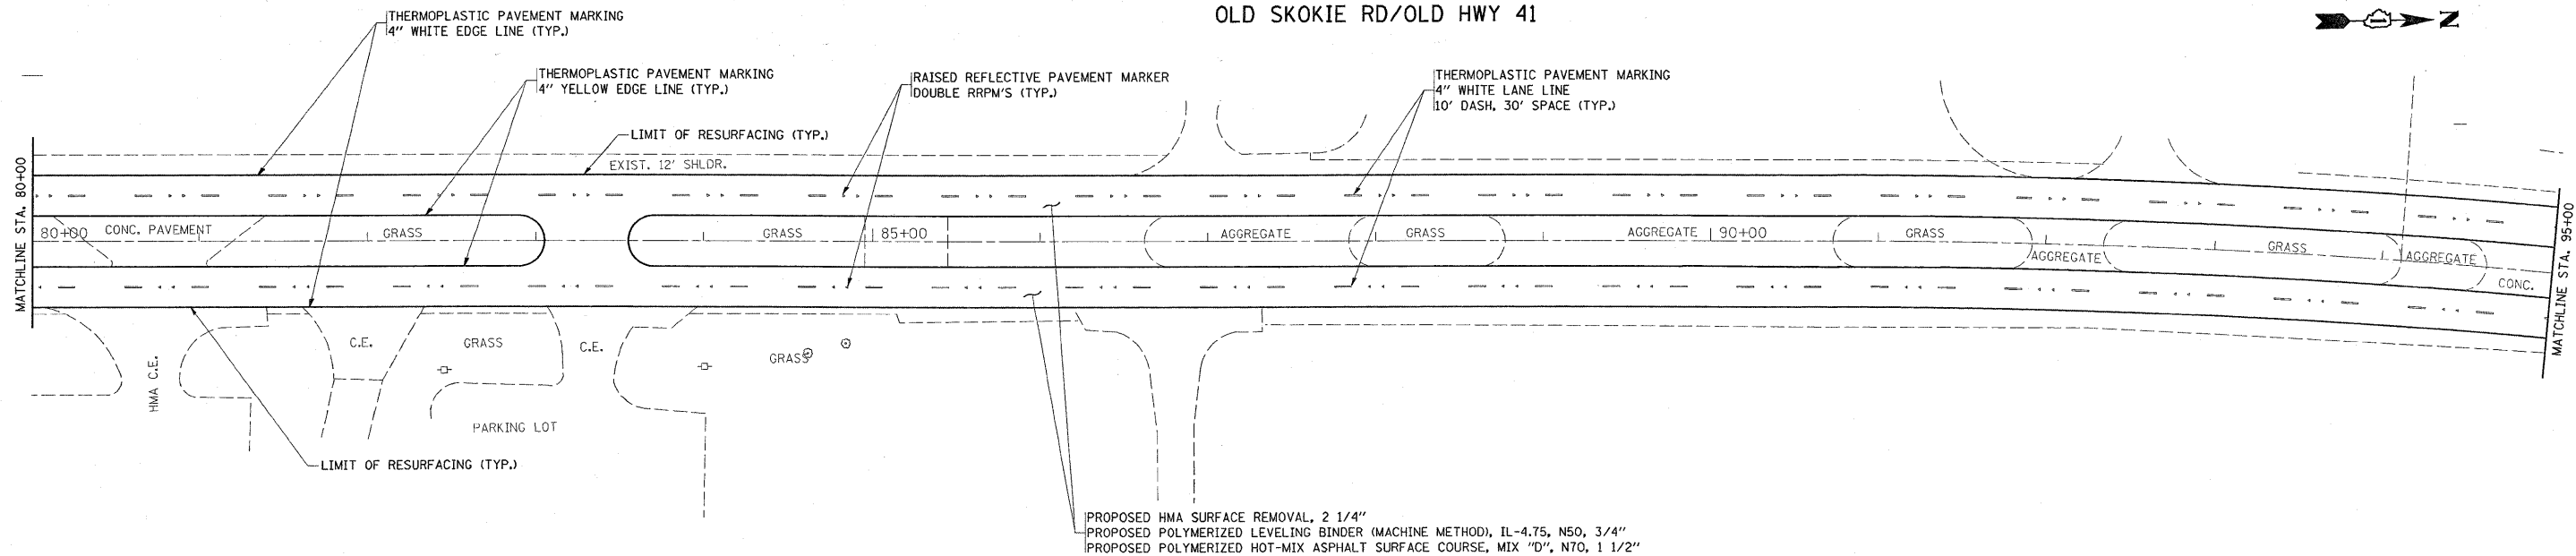 OLD SKOKIE RD/OLD HWY 41
N
THERMOPLASTIC PAVEMENT MARKING
4" WHITE EDGE LINE (TYP.)
THERMOPLASTIC PAVEMENT MARKING
4" YELLOW EDGE LINE (TYP.)
RAISED REFLECTIVE PAVEMENT MARKER
DOUBLE RRPM'S (TYP.)
THERMOPLASTIC PAVEMENT MARKING
4" WHITE LANE LINE
10' DASH, 30' SPACE (TYP.)
LIMIT OF RESURFACING (TYP.)
EXIST. 12' SHLDR.
MATCHLINE STA. 80+00
80+00
CONC. PAVEMENT
GRASS
GRASS
85+00
AGGREGATE
GRASS
AGGREGATE
90+00
GRASS
AGGREGATE
GRASS
AGGREGATE
CONC.
MATCHLINE STA. 95+00
HMA C.E.
C.E.
GRASS
C.E.
GRASS
PARKING LOT
LIMIT OF RESURFACING (TYP.)
PROPOSED HMA SURFACE REMOVAL, 2 1/4"
PROPOSED POLYMERIZED LEVELING BINDER (MACHINE METHOD), IL-4.75, N50, 3/4"
PROPOSED POLYMERIZED HOT-MIX ASPHALT SURFACE COURSE, MIX "D", N70, 1 1/2"